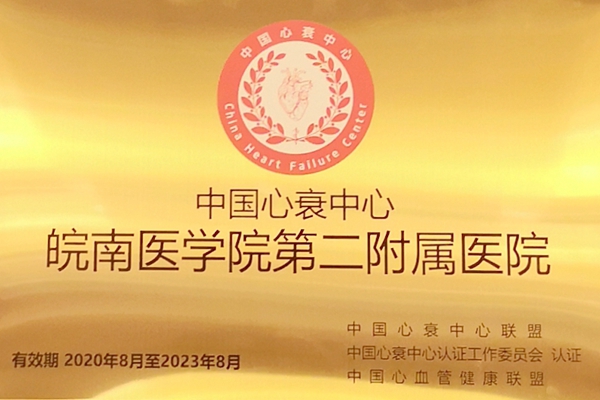 中国心衰中心
China Heart Failure Center
中国心衰中心
皖南医学院第二附属医院
中国心衰中心联盟
中国心衰中心认证工作委员会 认证
中国心血管健康联盟
有效期 2020年8月至2023年8月